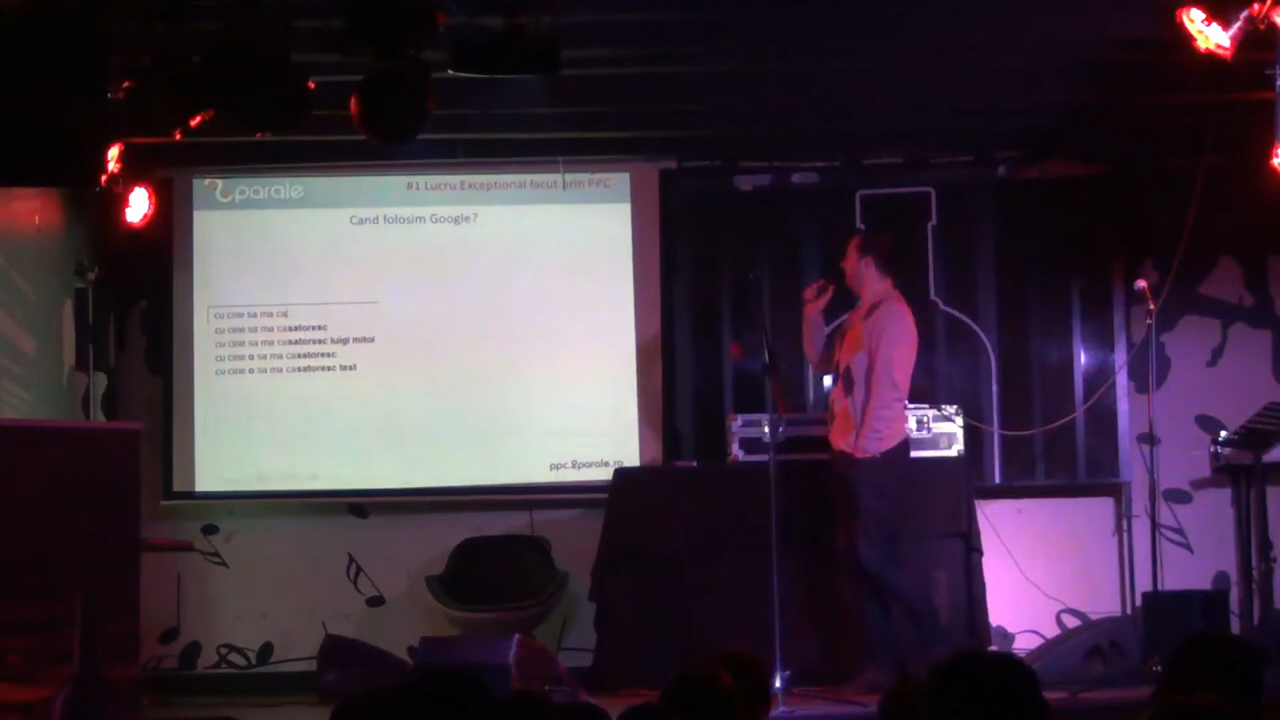 2parale
#1 Lucru Exceptional facut prin PPC
Cand folosim Google?
cu cine sa ma ca
cu cine sa ma casatoresc
cu cine sa ma casatoresc luigi mitoi
cu cine o sa ma casatoresc
cu cine o sa ma casatoresc test
ppc.2parale.ro